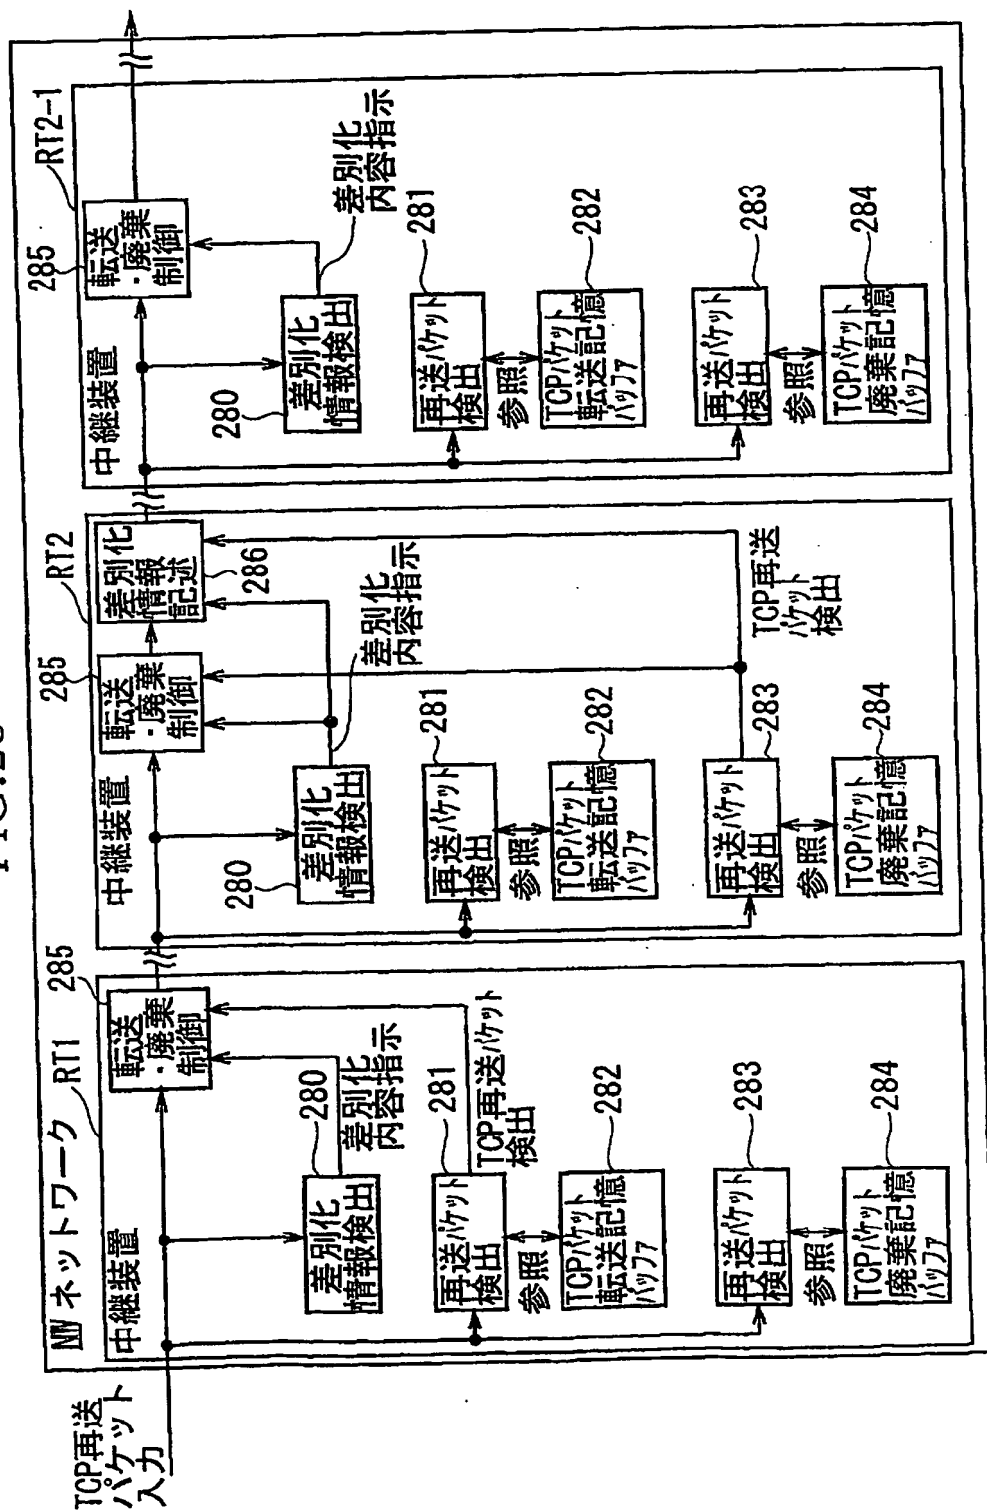 TCP再送
パケット
入力
NW ネットワーク
RT1
中継装置
285
転送
・廃棄
制御
280
差別化
情報検出
差別化
内容指示
281
再送パケット
検出
TCP再送パケット
検出
参照
282
TCPパケット
転送記憶
バッファ
283
再送パケット
検出
参照
284
TCPパケット
廃棄記憶
バッファ
RT2
中継装置
285
転送
・廃棄
制御
差別化
情報
記述
286
280
差別化
情報検出
差別化
内容指示
281
再送パケット
検出
参照
282
TCPパケット
転送記憶
バッファ
283
再送パケット
検出
TCP再送
パケット
検出
参照
284
TCPパケット
廃棄記憶
バッファ
RT2-1
中継装置
285
転送
・廃棄
制御
280
差別化
情報検出
差別化
内容指示
281
再送パケット
検出
参照
282
TCPパケット
転送記憶
バッファ
283
再送パケット
検出
参照
284
TCPパケット
廃棄記憶
バッファ